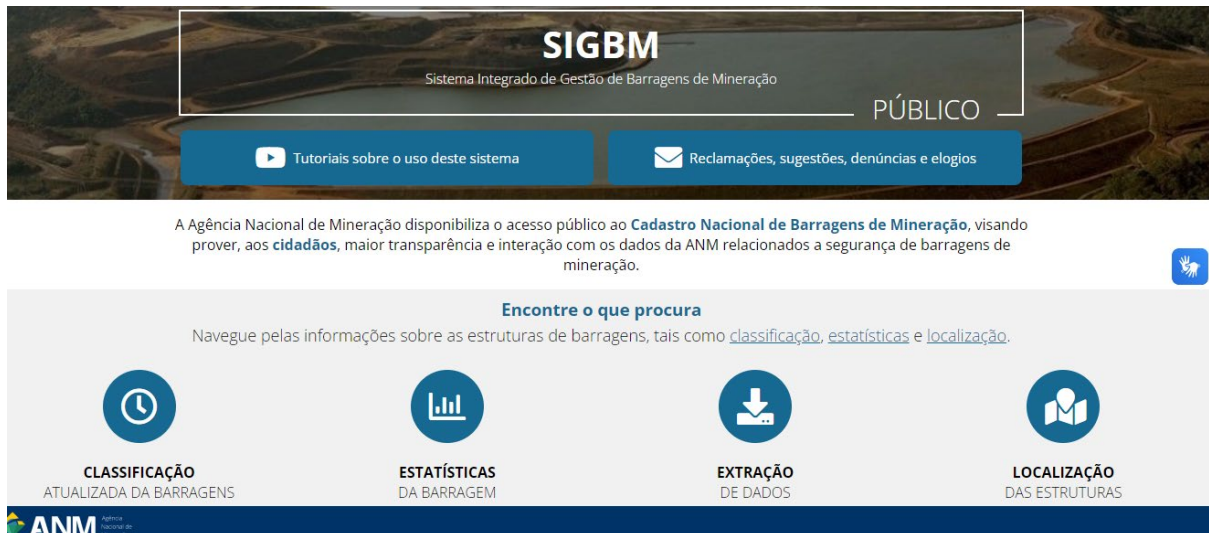 SIGBM
Sistema Integrado de Gestão de Barragens de Mineração
PÚBLICO
Tutoriais sobre o uso deste sistema
Reclamações, sugestões, denúncias e elogios
A Agência Nacional de Mineração disponibiliza o acesso público ao Cadastro Nacional de Barragens de Mineração, visando
prover, aos cidadãos, maior transparência e interação com os dados da ANM relacionados a segurança de barragens de
mineração.
Encontre o que procura
Navegue pelas informações sobre as estruturas de barragens, tais como classificação, estatísticas e localização.
CLASSIFICAÇÃO
ATUALIZADA DA BARRAGENS
ESTATÍSTICAS
DA BARRAGEM
EXTRAÇÃO
DE DADOS
LOCALIZAÇÃO
DAS ESTRUTURAS
ANM
Agência
Nacional de